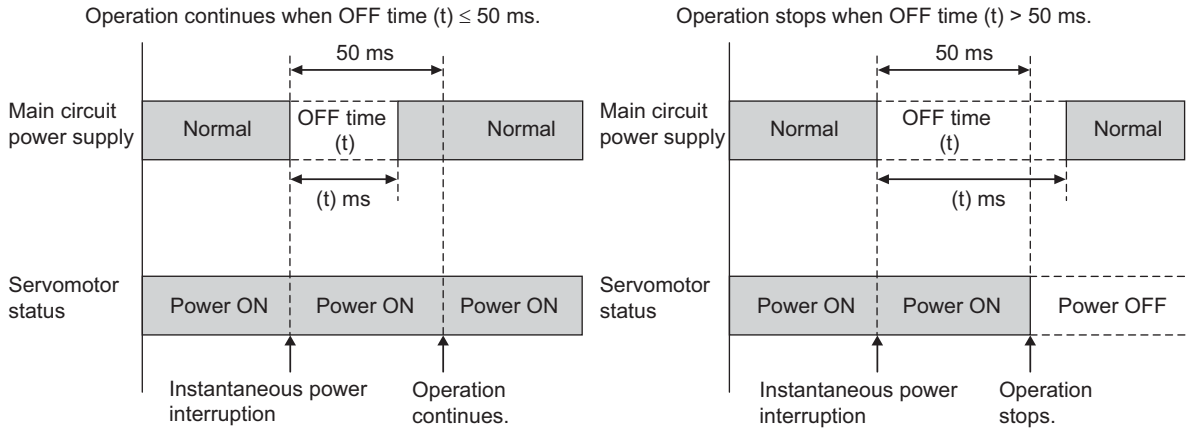 Operation continues when OFF time (t) ≤ 50 ms.
50 ms
Main circuit
power supply
Normal
OFF time
(t)
Normal
(t) ms
Servomotor
status
Power ON
Power ON
Power ON
Instantaneous power
interruption
Operation
continues.
Operation stops when OFF time (t) > 50 ms.
50 ms
Main circuit
power supply
Normal
OFF time
(t)
Normal
(t) ms
Servomotor
status
Power ON
Power ON
Power OFF
Instantaneous power
interruption
Operation
stops.